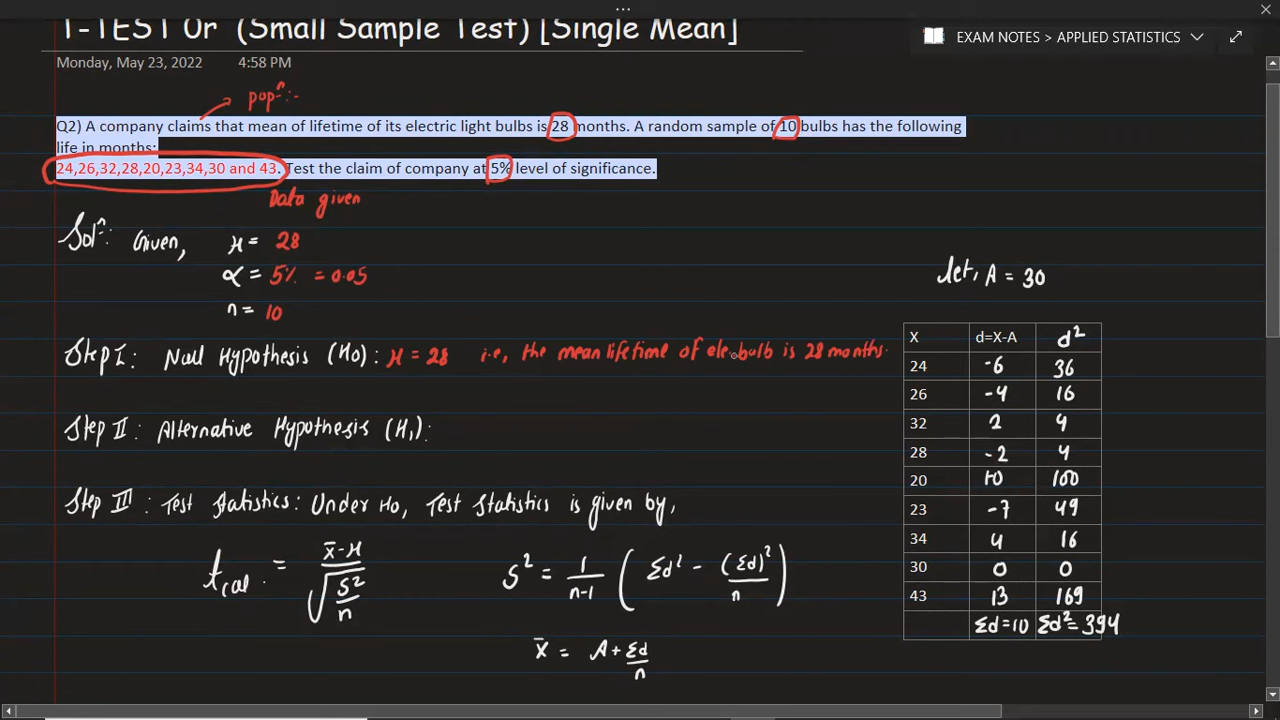 T-TEST Or (Small Sample Test) [Single Mean]
EXAM NOTES > APPLIED STATISTICS
Monday, May 23, 2022 4:58 PM
popⁿ:-
Q2) A company claims that mean of lifetime of its electric light bulbs is 28 months. A random sample of 10 bulbs has the following
life in months:
24,26,32,28,20,23,34,30 and 43. Test the claim of company at 5% level of significance.
Data given
Solⁿ: Given, μ = 28
α = 5% = 0.05
n = 10
let, A = 30
Step I: Null Hypothesis (H0): μ = 28 i.e, the mean lifetime of ele. bulb is 28 months.
Step II: Alternative Hypothesis (H1):
Step III: Test Statistics: Under H0, Test Statistics is given by,
tcal = x̄-μ / √(S²/n)
S² = 1/(n-1) (Σd² - (Σd)²/n)
x̄ = A + Σd/n
X d=X-A d²
24 -6 36
26 -4 16
32 2 4
28 -2 4
20 10 100
23 -7 49
34 4 16
30 0 0
43 13 169
Σd=10 Σd²=394